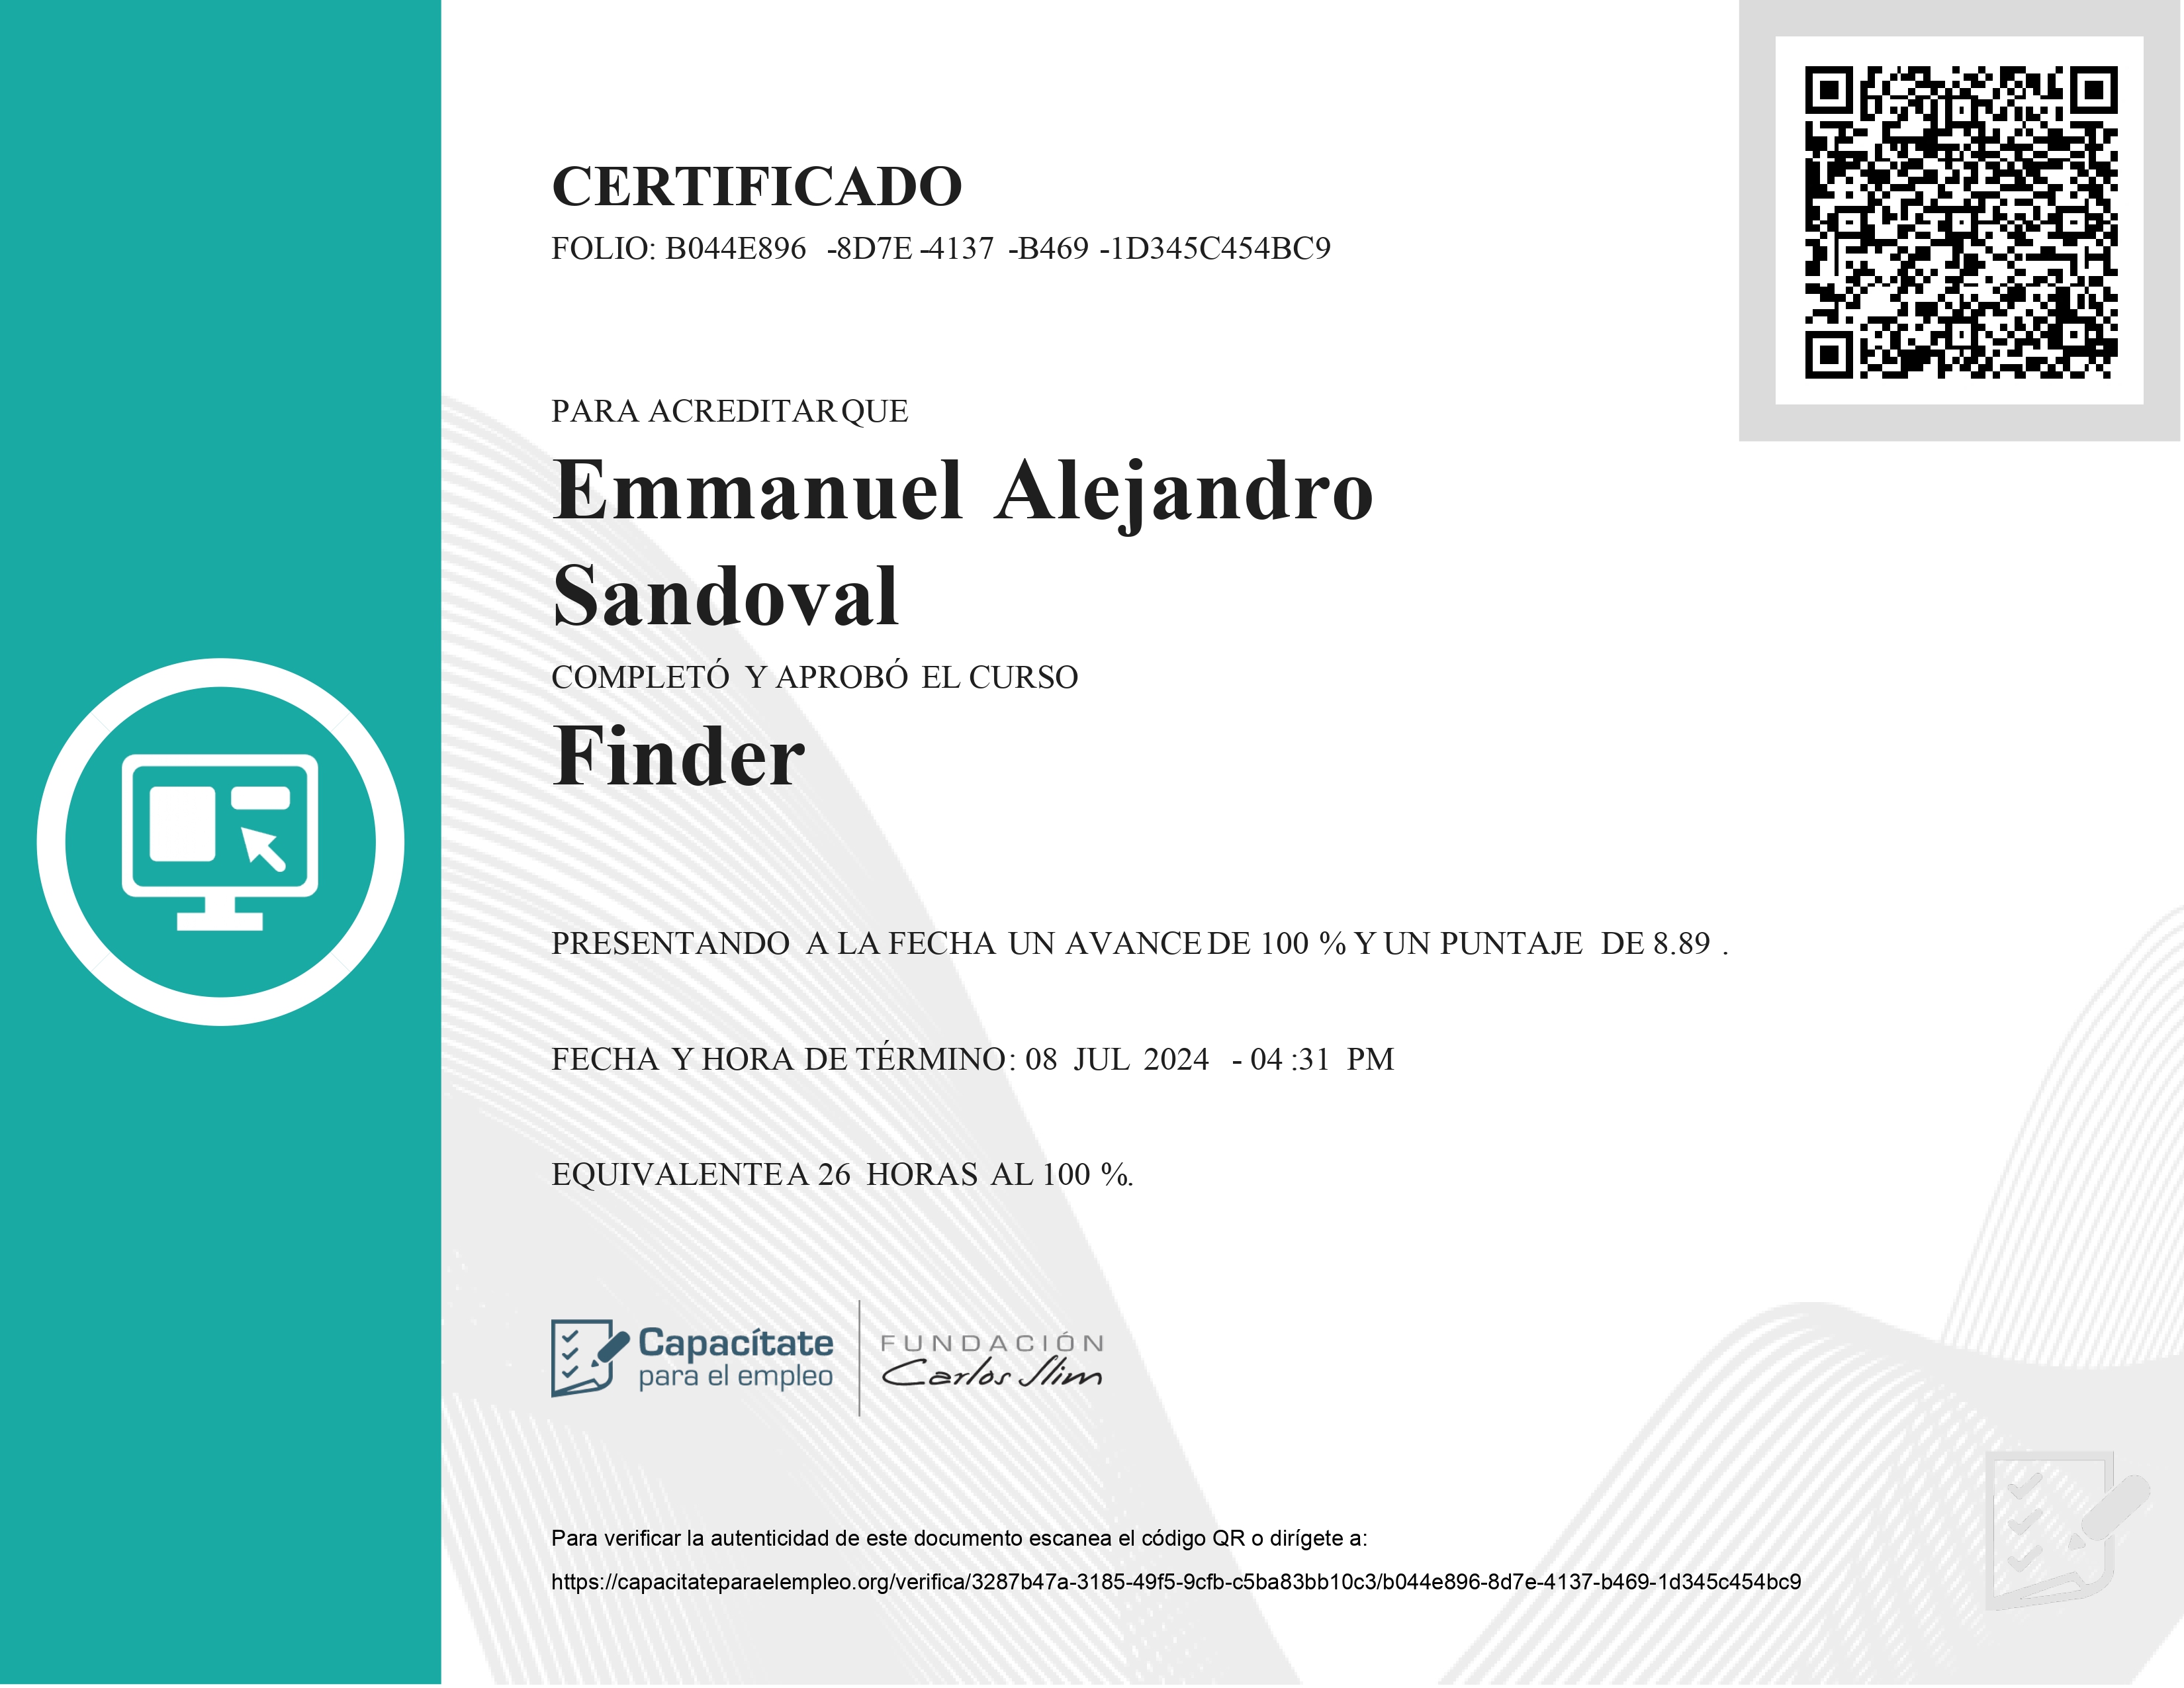 CERTIFICADO
FOLIO: B044E896 -8D7E -4137 -B469 -1D345C454BC9
PARA ACREDITAR QUE
Emmanuel Alejandro
Sandoval
COMPLETÓ Y APROBÓ EL CURSO
Finder
PRESENTANDO A LA FECHA UN AVANCE DE 100 % Y UN PUNTAJE DE 8.89 .
FECHA Y HORA DE TÉRMINO: 08 JUL 2024 - 04 :31 PM
EQUIVALENTE A 26 HORAS AL 100 %.
Capacítate
para el empleo
FUNDACIÓN
Carlos Slim
Para verificar la autenticidad de este documento escanea el código QR o dirígete a:
https://capacitateparaelempleo.org/verifica/3287b47a-3185-49f5-9cfb-c5ba83bb10c3/b044e896-8d7e-4137-b469-1d345c454bc9